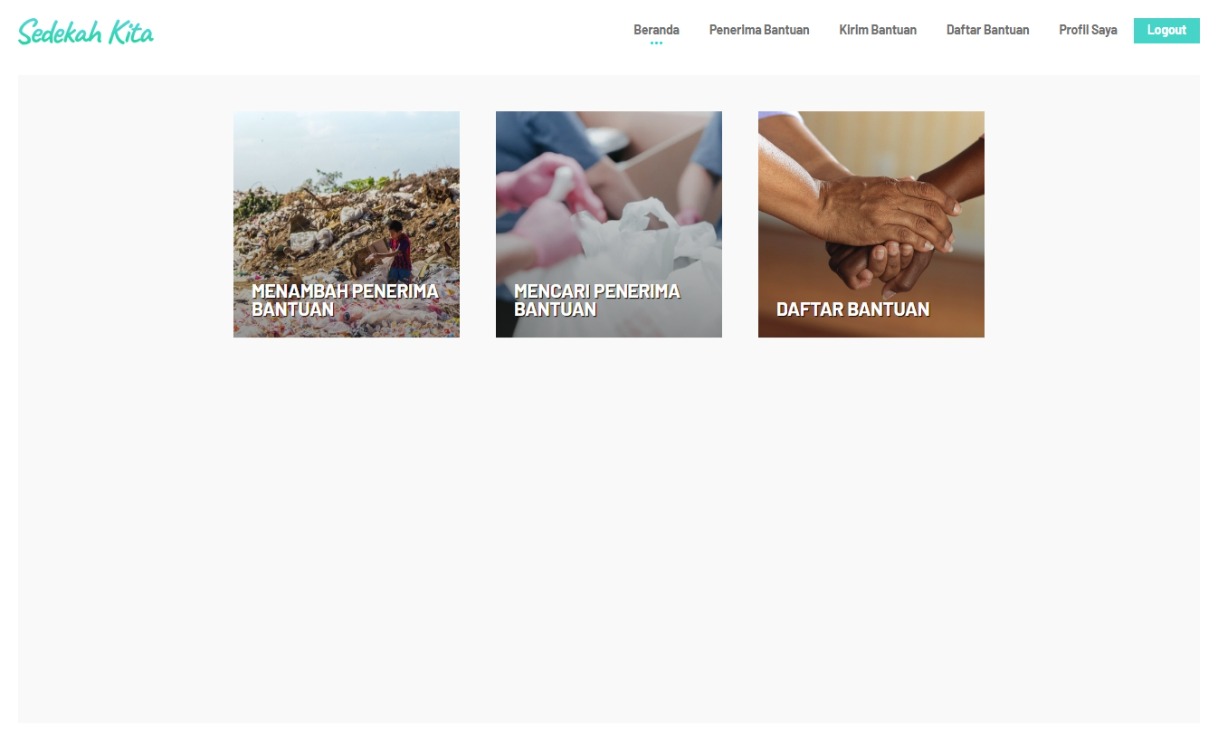 Sedekah Kita
Beranda
Penerima Bantuan
Kirim Bantuan
Daftar Bantuan
Profil Saya
Logout
MENAMBAH PENERIMA
BANTUAN
MENCARI PENERIMA
BANTUAN
DAFTAR BANTUAN